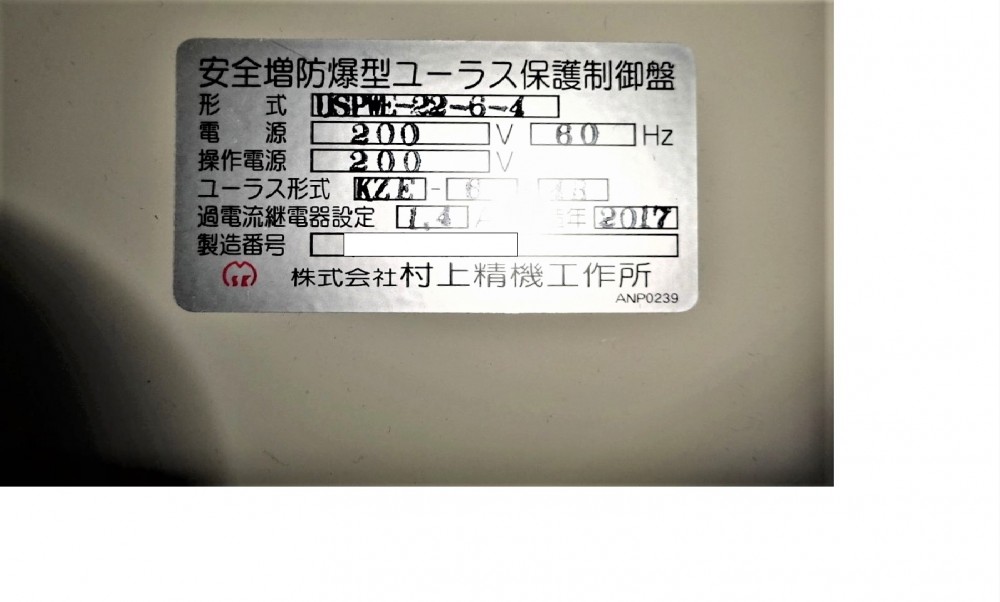 安全増防爆型ユーラス保護制御盤
形式 USPWE-22-6-4
電源 200 V 60 Hz
操作電源 200 V
ユーラス形式 KZE - 6
過電流継電器設定 1.4 A 年 2017
製造番号
SK 株式会社村上精機工作所
ANP0239